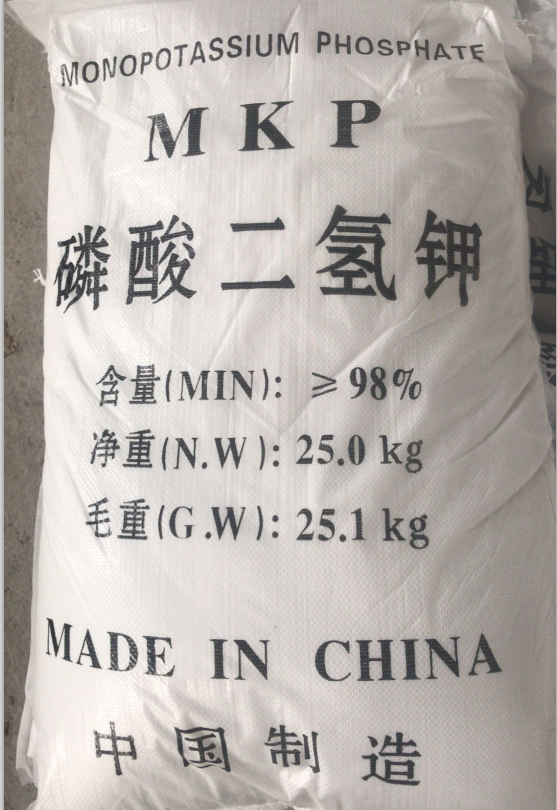 MONOPOTASSIUM PHOSPHATE
MKP
磷酸二氢钾
含量(MIN): ≥98%
净重(N.W): 25.0 kg
毛重(G.W): 25.1 kg
MADE IN CHINA
中国制造